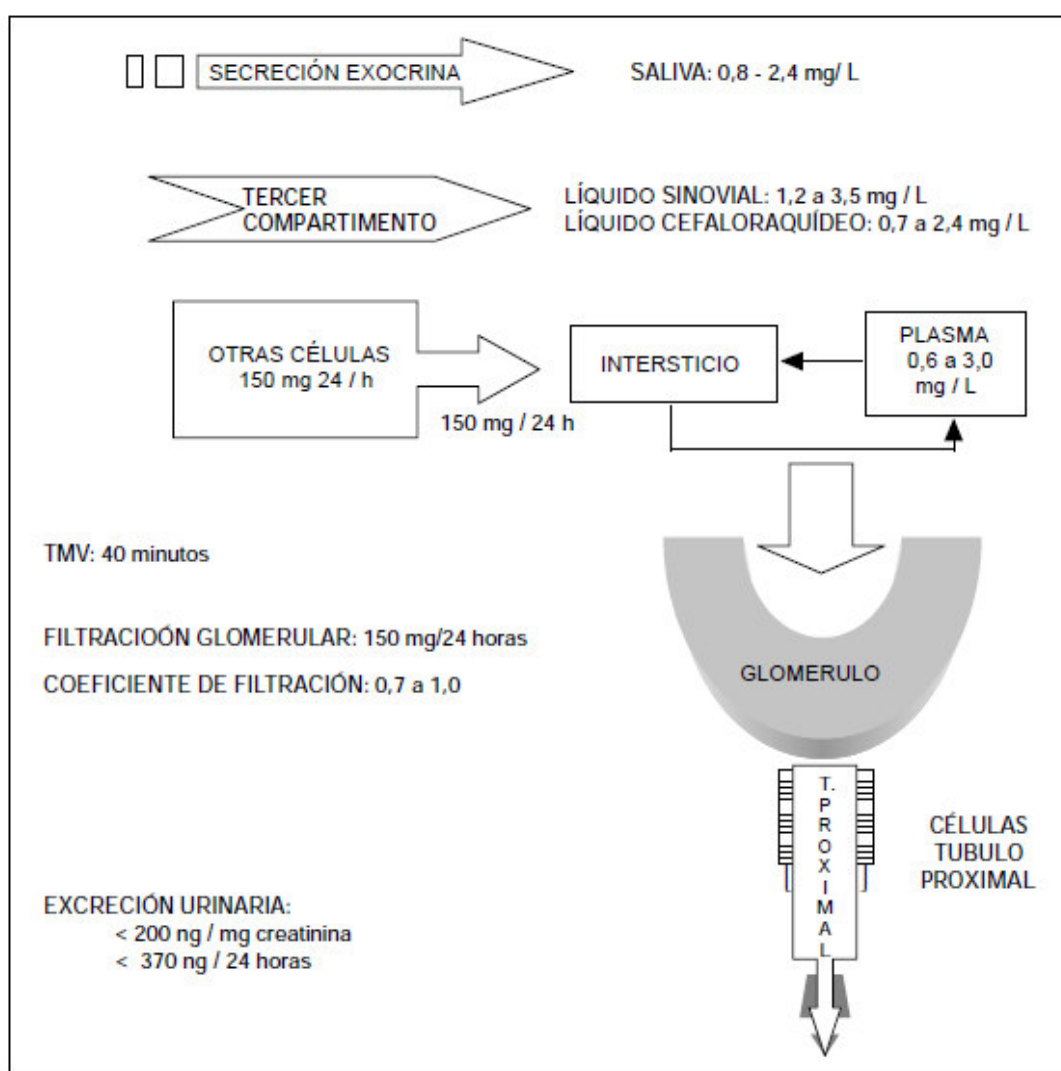 SECRECIÓN EXOCRINA
SALIVA: 0,8 - 2,4 mg/ L
TERCER
COMPARTIMENTO
LÍQUIDO SINOVIAL: 1,2 a 3,5 mg / L
LÍQUIDO CEFALORAQUÍDEO: 0,7 a 2,4 mg / L
OTRAS CÉLULAS
150 mg 24 / h
150 mg / 24 h
INTERSTICIO
PLASMA
0,6 a 3,0
mg / L
TMV: 40 minutos
FILTRACIOÓN GLOMERULAR: 150 mg/24 horas
COEFICIENTE DE FILTRACIÓN: 0,7 a 1,0
GLOMERULO
T.
P
R
O
X
I
M
A
L
CÉLULAS
TUBULO
PROXIMAL
EXCRECIÓN URINARIA:
< 200 ng / mg creatinina
< 370 ng / 24 horas